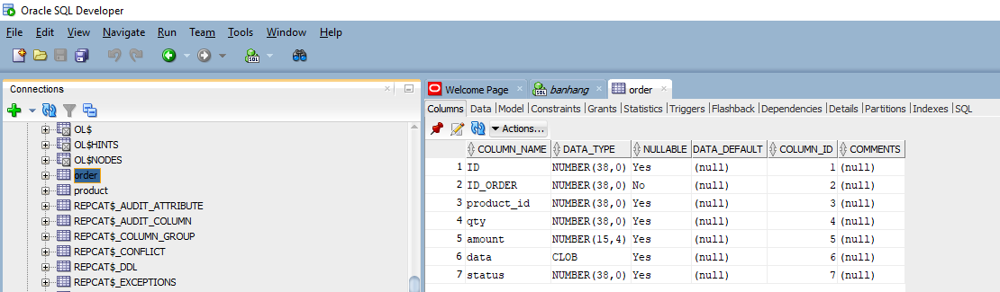 Oracle SQL Developer
File Edit View Navigate Run Team Tools Window Help
Connections
OL$
OL$HINTS
OL$NODES
order
product
REPCAT$_AUDIT_ATTRIBUTE
REPCAT$_AUDIT_COLUMN
REPCAT$_COLUMN_GROUP
REPCAT$_CONFLICT
REPCAT$_DDL
REPCAT$_EXCEPTIONS
Welcome Page banhang order
Columns Data Model Constraints Grants Statistics Triggers Flashback Dependencies Details Partitions Indexes SQL
Actions...
COLUMN_NAME DATA_TYPE NULLABLE DATA_DEFAULT COLUMN_ID COMMENTS
1 ID NUMBER(38,0) Yes (null) 1 (null)
2 ID_ORDER NUMBER(38,0) No (null) 2 (null)
3 product_id NUMBER(38,0) Yes (null) 3 (null)
4 qty NUMBER(38,0) Yes (null) 4 (null)
5 amount NUMBER(15,4) Yes (null) 5 (null)
6 data CLOB Yes (null) 6 (null)
7 status NUMBER(38,0) Yes (null) 7 (null)